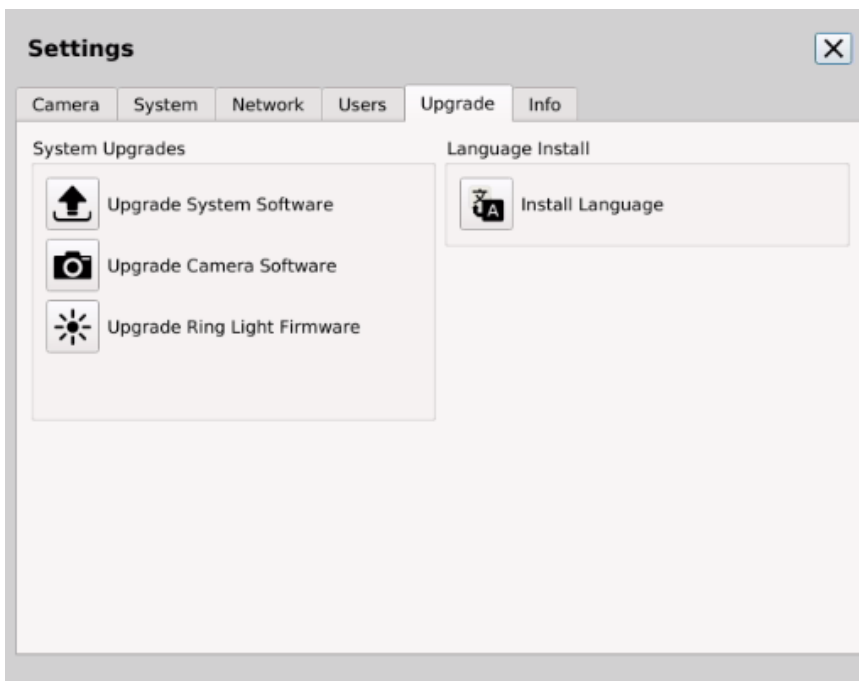 Settings
Camera System Network Users Upgrade Info
System Upgrades
Upgrade System Software
Upgrade Camera Software
Upgrade Ring Light Firmware
Language Install
Install Language